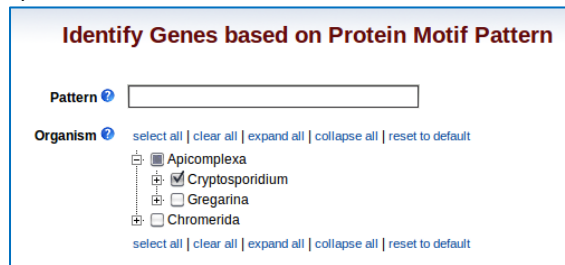 Identify Genes based on Protein Motif Pattern
Pattern
Organism select all | clear all | expand all | collapse all | reset to default
Apicomplexa
Cryptosporidium
Gregarina
Chromerida
select all | clear all | expand all | collapse all | reset to default